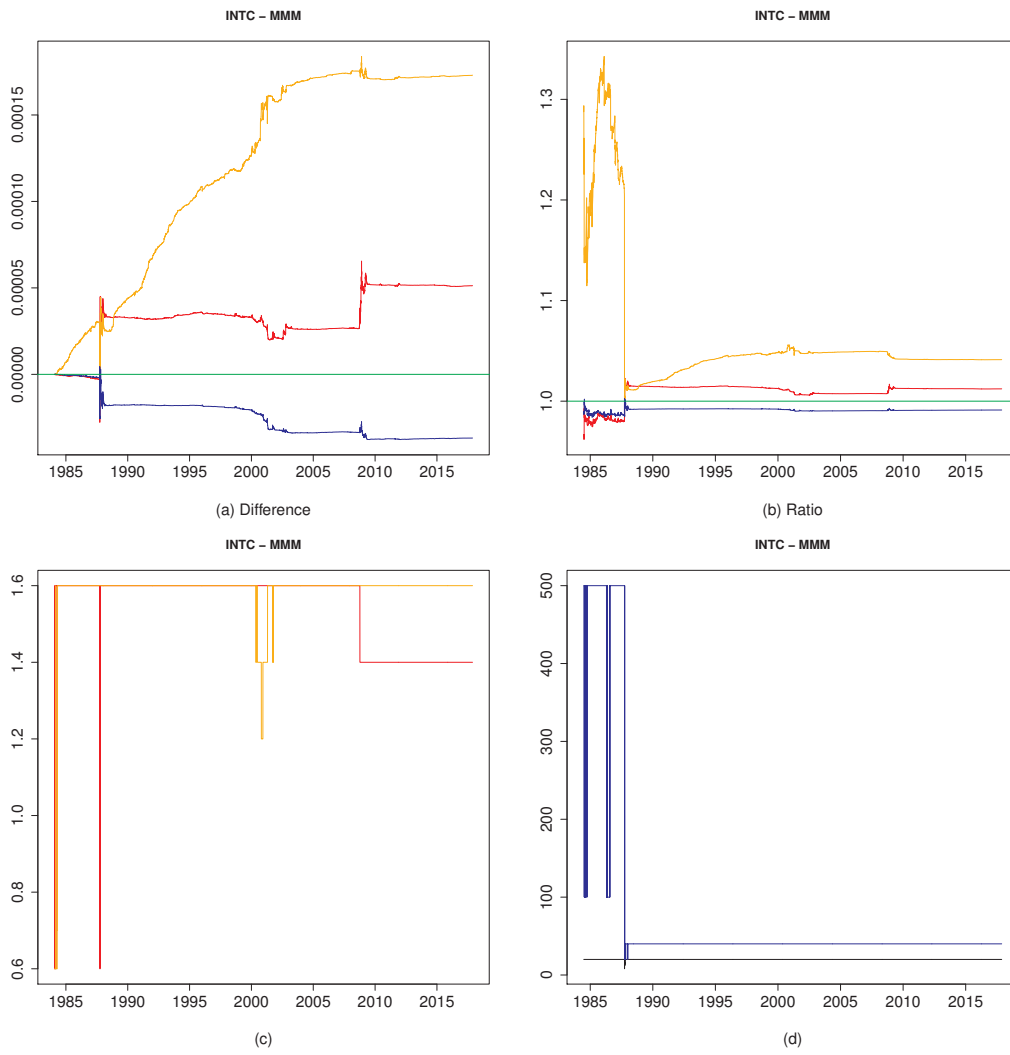 INTC − MMM
0.00015
0.00010
0.00005
0.00000
1985 1990 1995 2000 2005 2010 2015
(a) Difference
INTC − MMM
1.3
1.2
1.1
1.0
1985 1990 1995 2000 2005 2010 2015
(b) Ratio
INTC − MMM
1.6
1.4
1.2
1.0
0.8
0.6
1985 1990 1995 2000 2005 2010 2015
(c)
INTC − MMM
500
400
300
200
100
0
1985 1990 1995 2000 2005 2010 2015
(d)